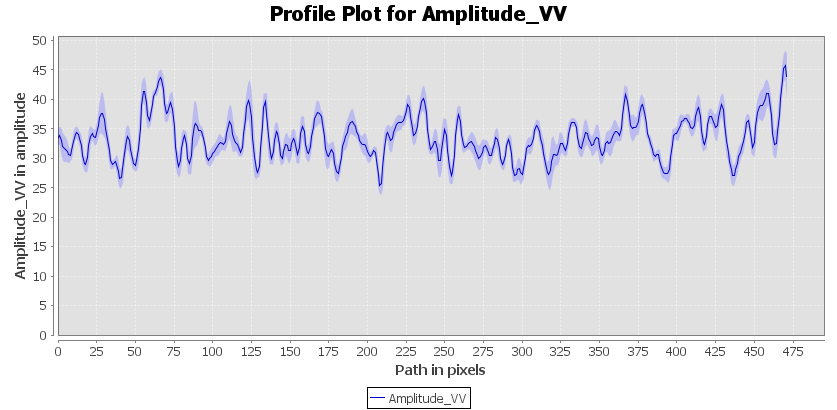 Profile Plot for Amplitude_VV
50
45
40
35
30
25
20
15
10
5
0
Amplitude_VV in amplitude
0 25 50 75 100 125 150 175 200 225 250 275 300 325 350 375 400 425 450 475
Path in pixels
Amplitude_VV